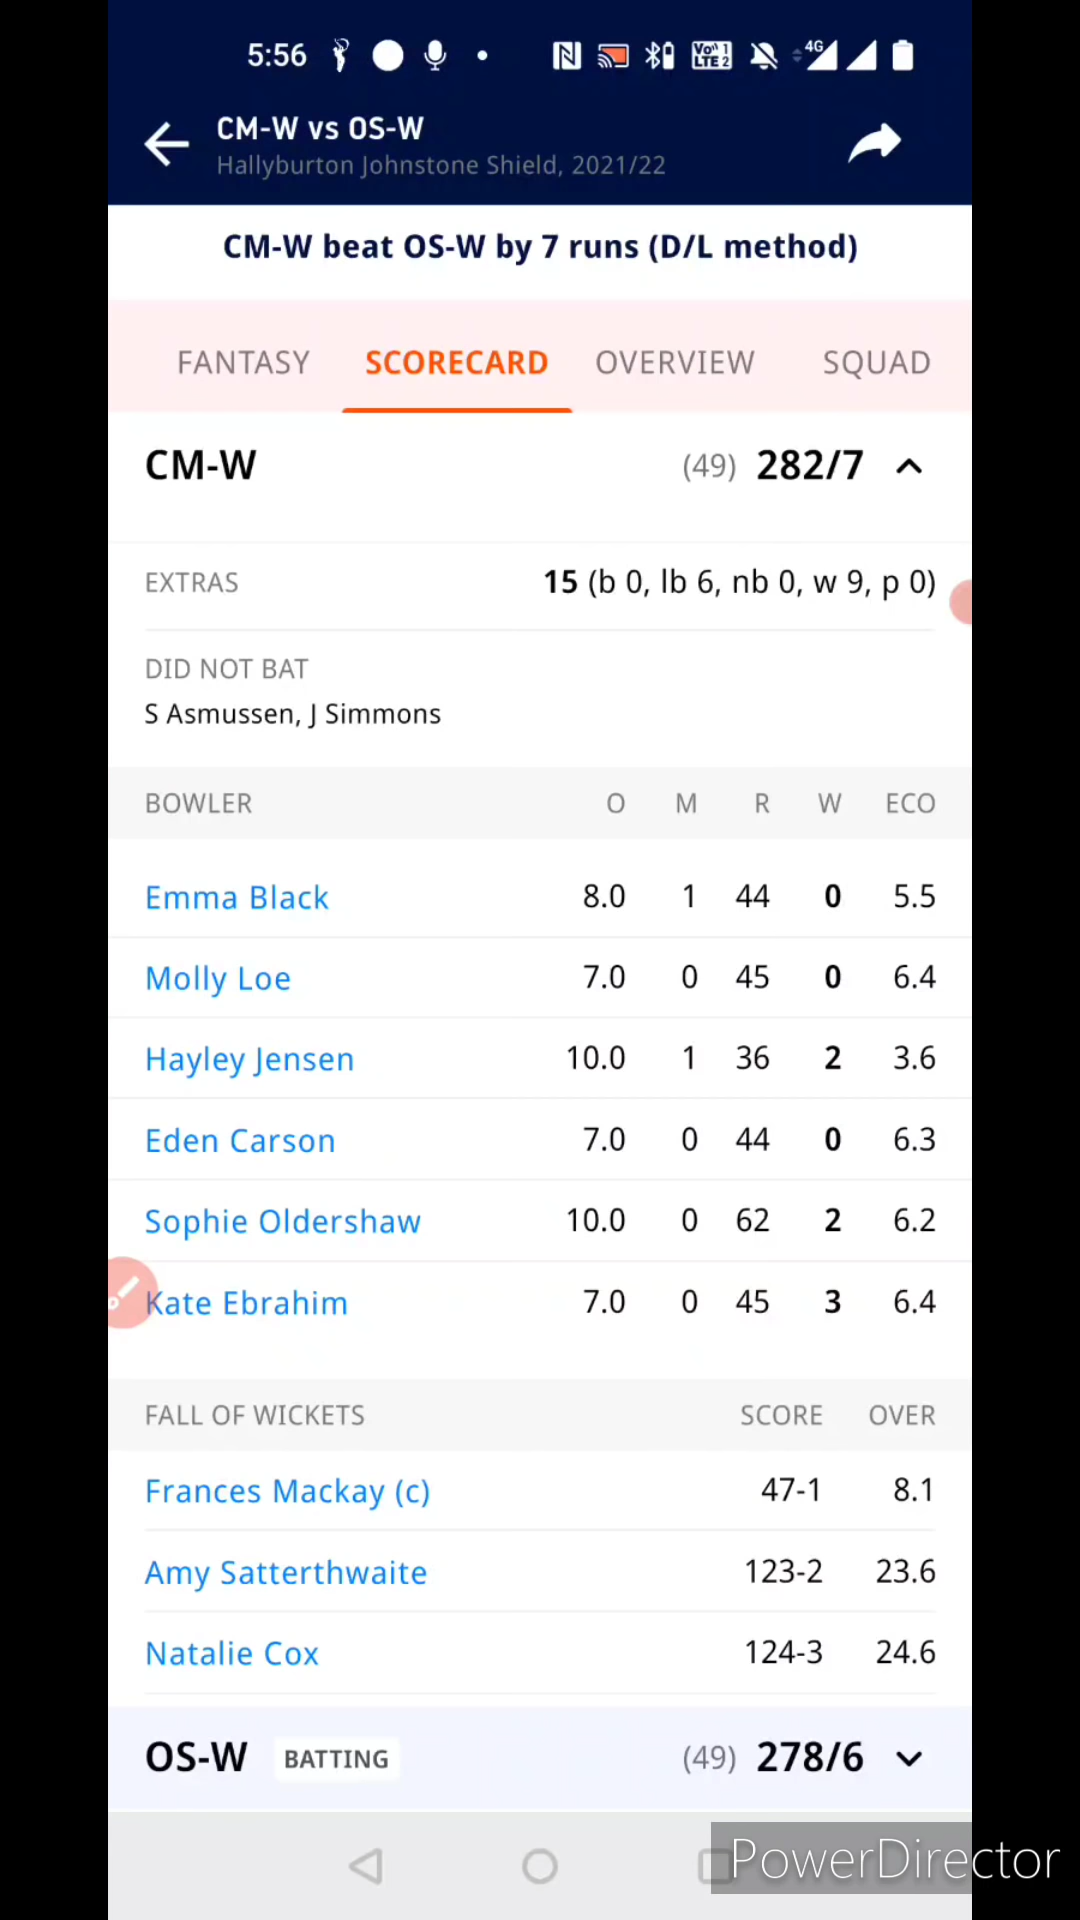 5:56 Vo)) 1 LTE 2 4G
CM-W vs OS-W
Hallyburton Johnstone Shield, 2021/22
CM-W beat OS-W by 7 runs (D/L method)
FANTASY SCORECARD OVERVIEW SQUAD
CM-W (49) 282/7
EXTRAS 15 (b 0, lb 6, nb 0, w 9, p 0)
DID NOT BAT
S Asmussen, J Simmons
BOWLER O M R W ECO
Emma Black 8.0 1 44 0 5.5
Molly Loe 7.0 0 45 0 6.4
Hayley Jensen 10.0 1 36 2 3.6
Eden Carson 7.0 0 44 0 6.3
Sophie Oldershaw 10.0 0 62 2 6.2
Kate Ebrahim 7.0 0 45 3 6.4
FALL OF WICKETS SCORE OVER
Frances Mackay (c) 47-1 8.1
Amy Satterthwaite 123-2 23.6
Natalie Cox 124-3 24.6
OS-W BATTING (49) 278/6
PowerDirector